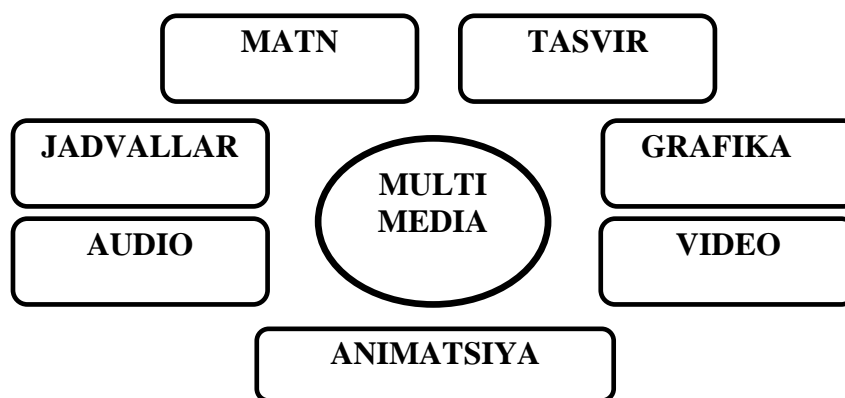 MATN
TASVIR
JADVALLAR
GRAFIKA
MULTI
MEDIA
AUDIO
VIDEO
ANIMATSIYA